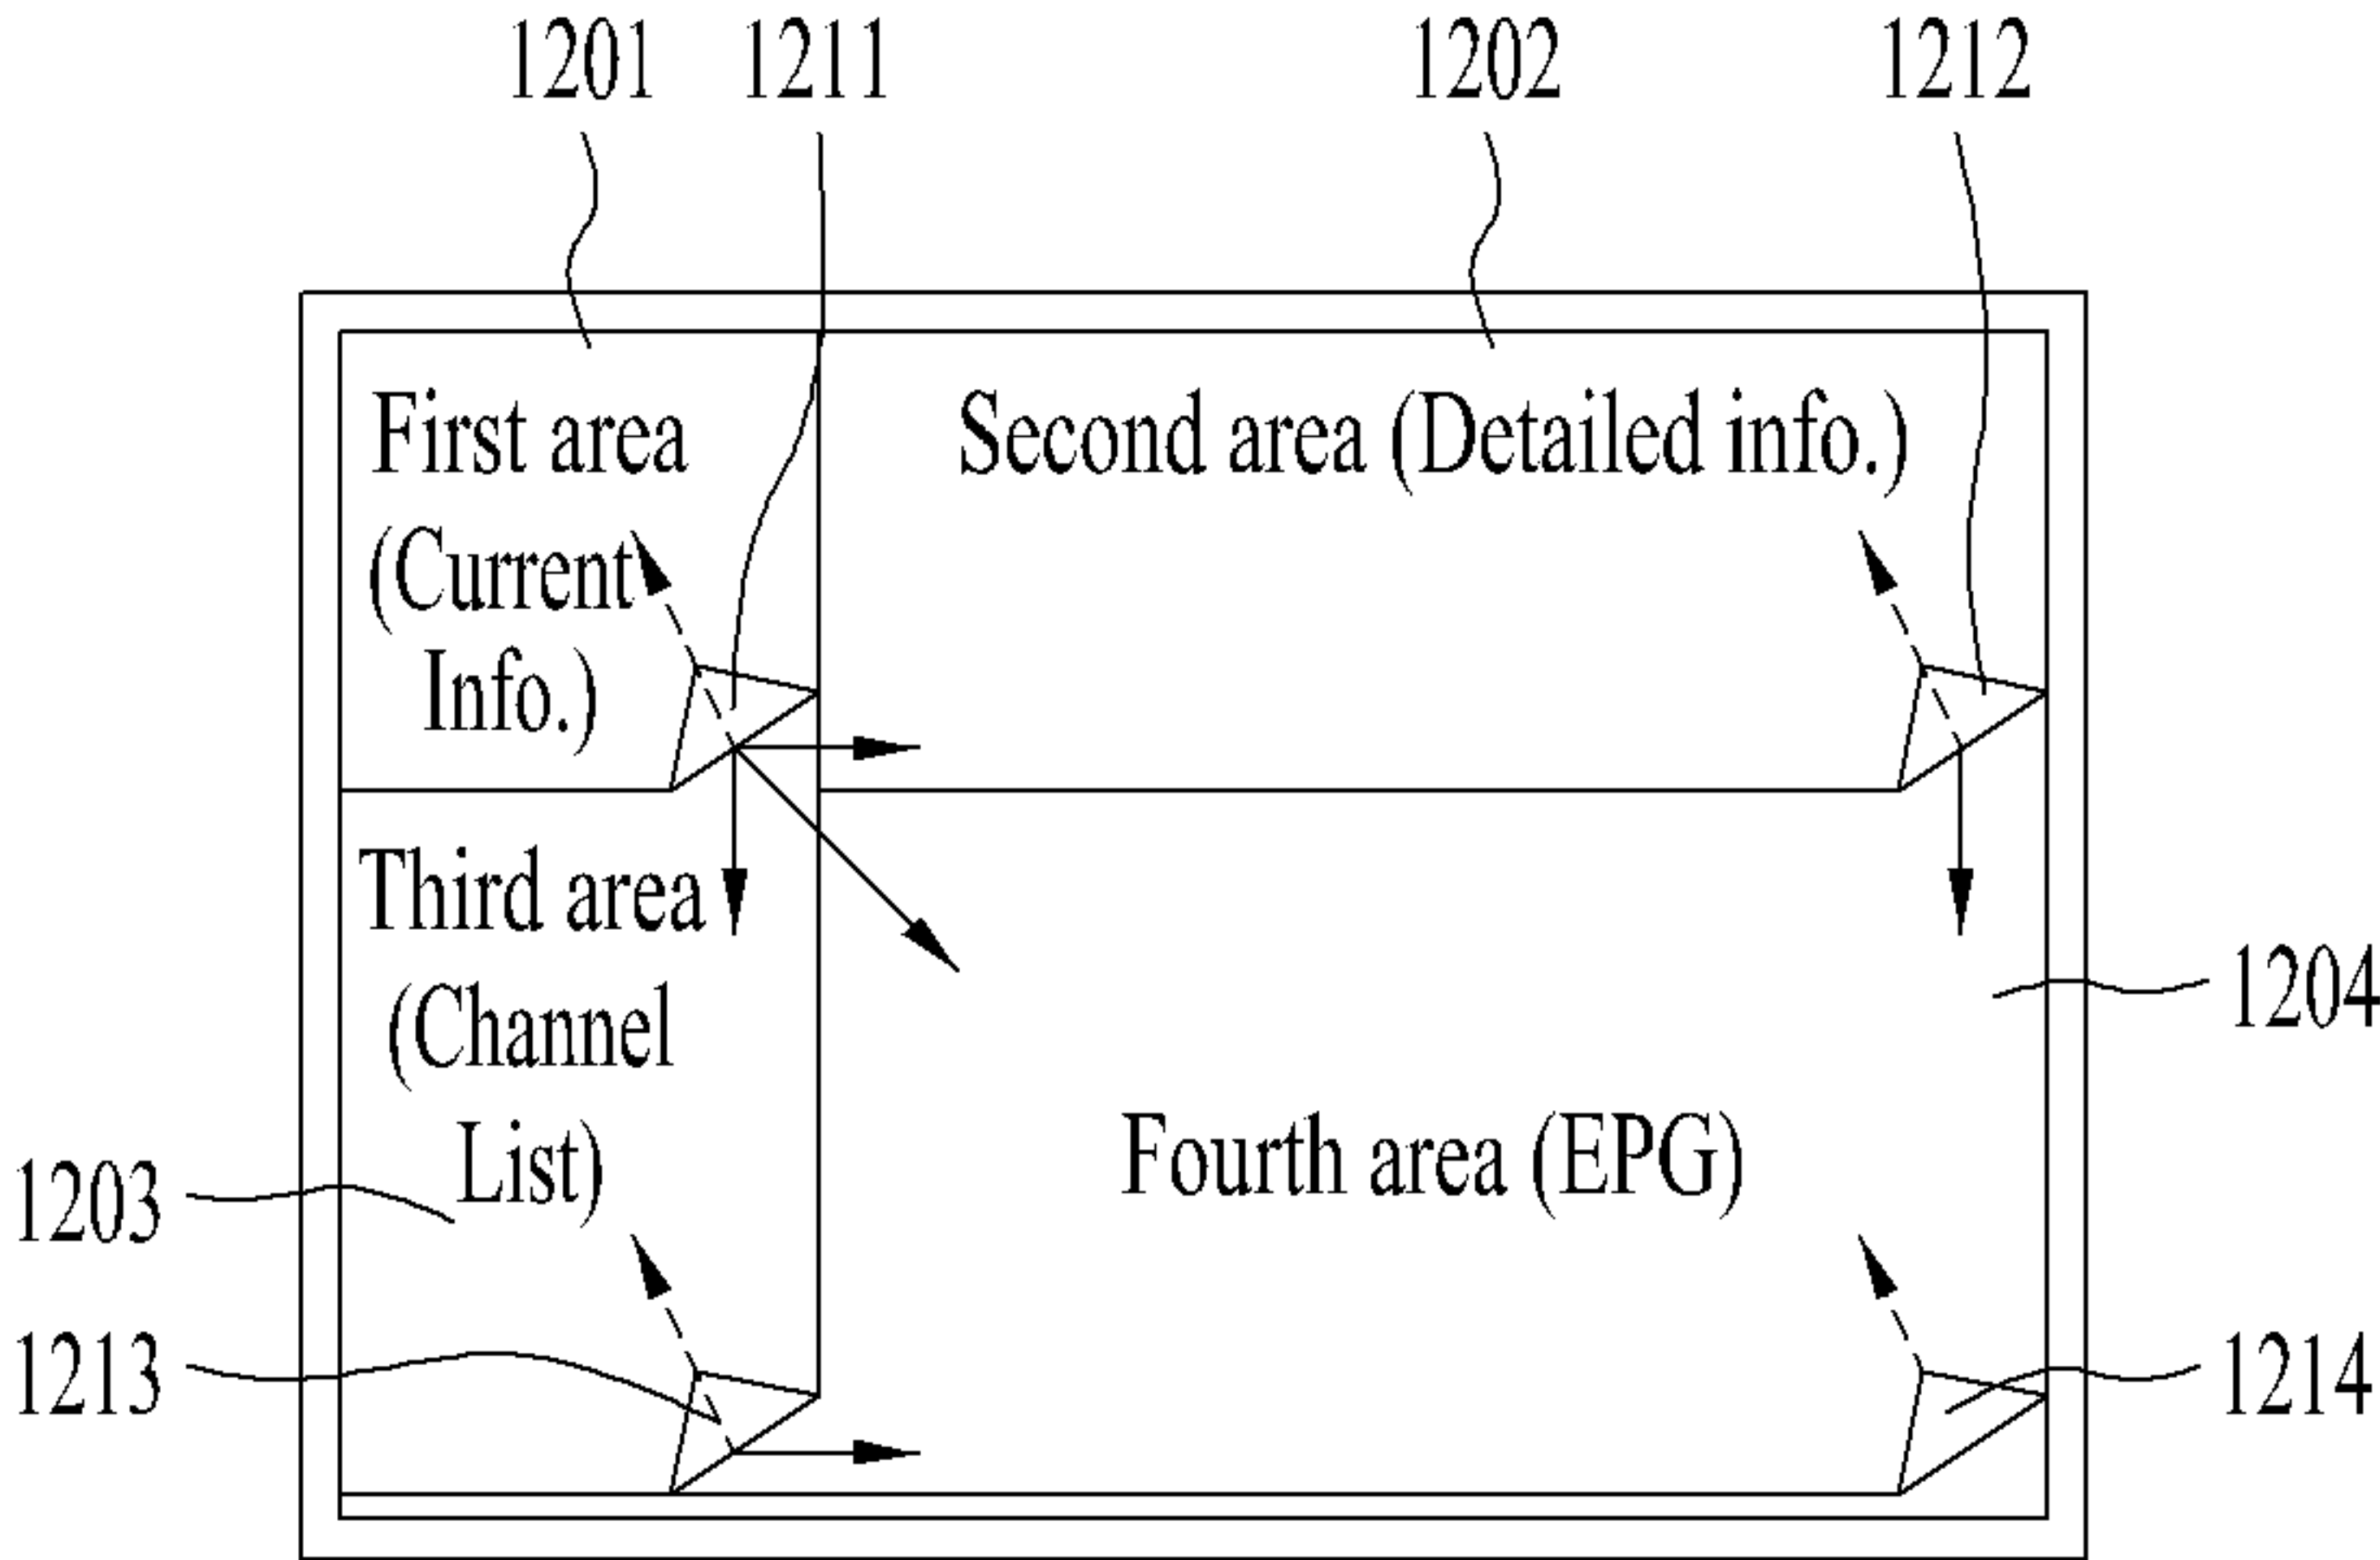 1201 1211 1202 1212
First area
(Current
Info.)
Second area (Detailed info.)
Third area
(Channel
List)
Fourth area (EPG)
1204
1203
1213
1214